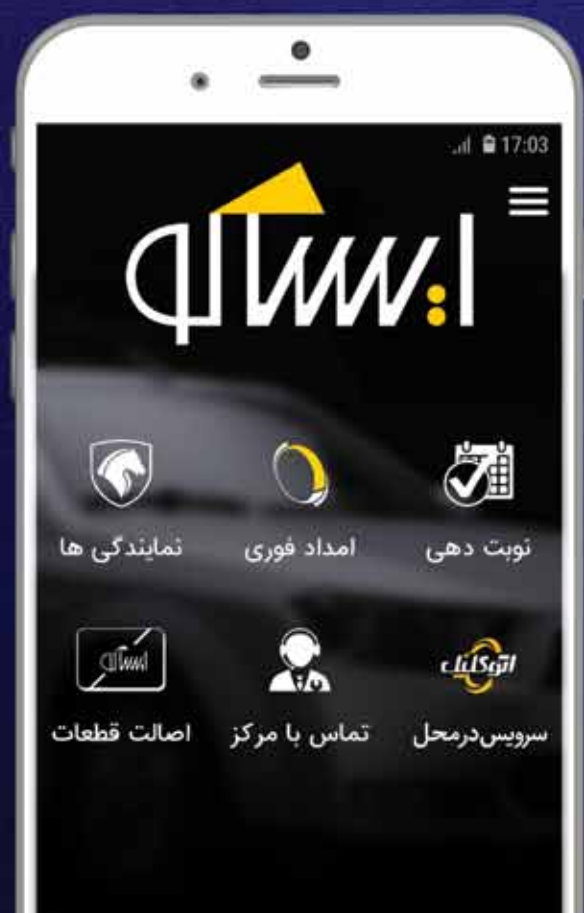 17:03
ایساکو
نوبت دهی
امداد فوری
نمایندگی ها
اتوکلینیک
ایساکو
سرویس‌درمحل
تماس با مرکز
اصالت قطعات